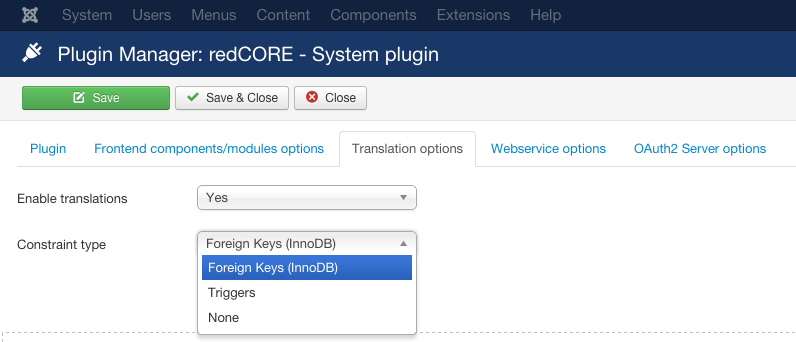 System Users Menus Content Components Extensions Help
Plugin Manager: redCORE - System plugin
Save Save & Close Close
Plugin Frontend components/modules options Translation options Webservice options OAuth2 Server options
Enable translations Yes
Constraint type Foreign Keys (InnoDB)
Foreign Keys (InnoDB)
Triggers
None